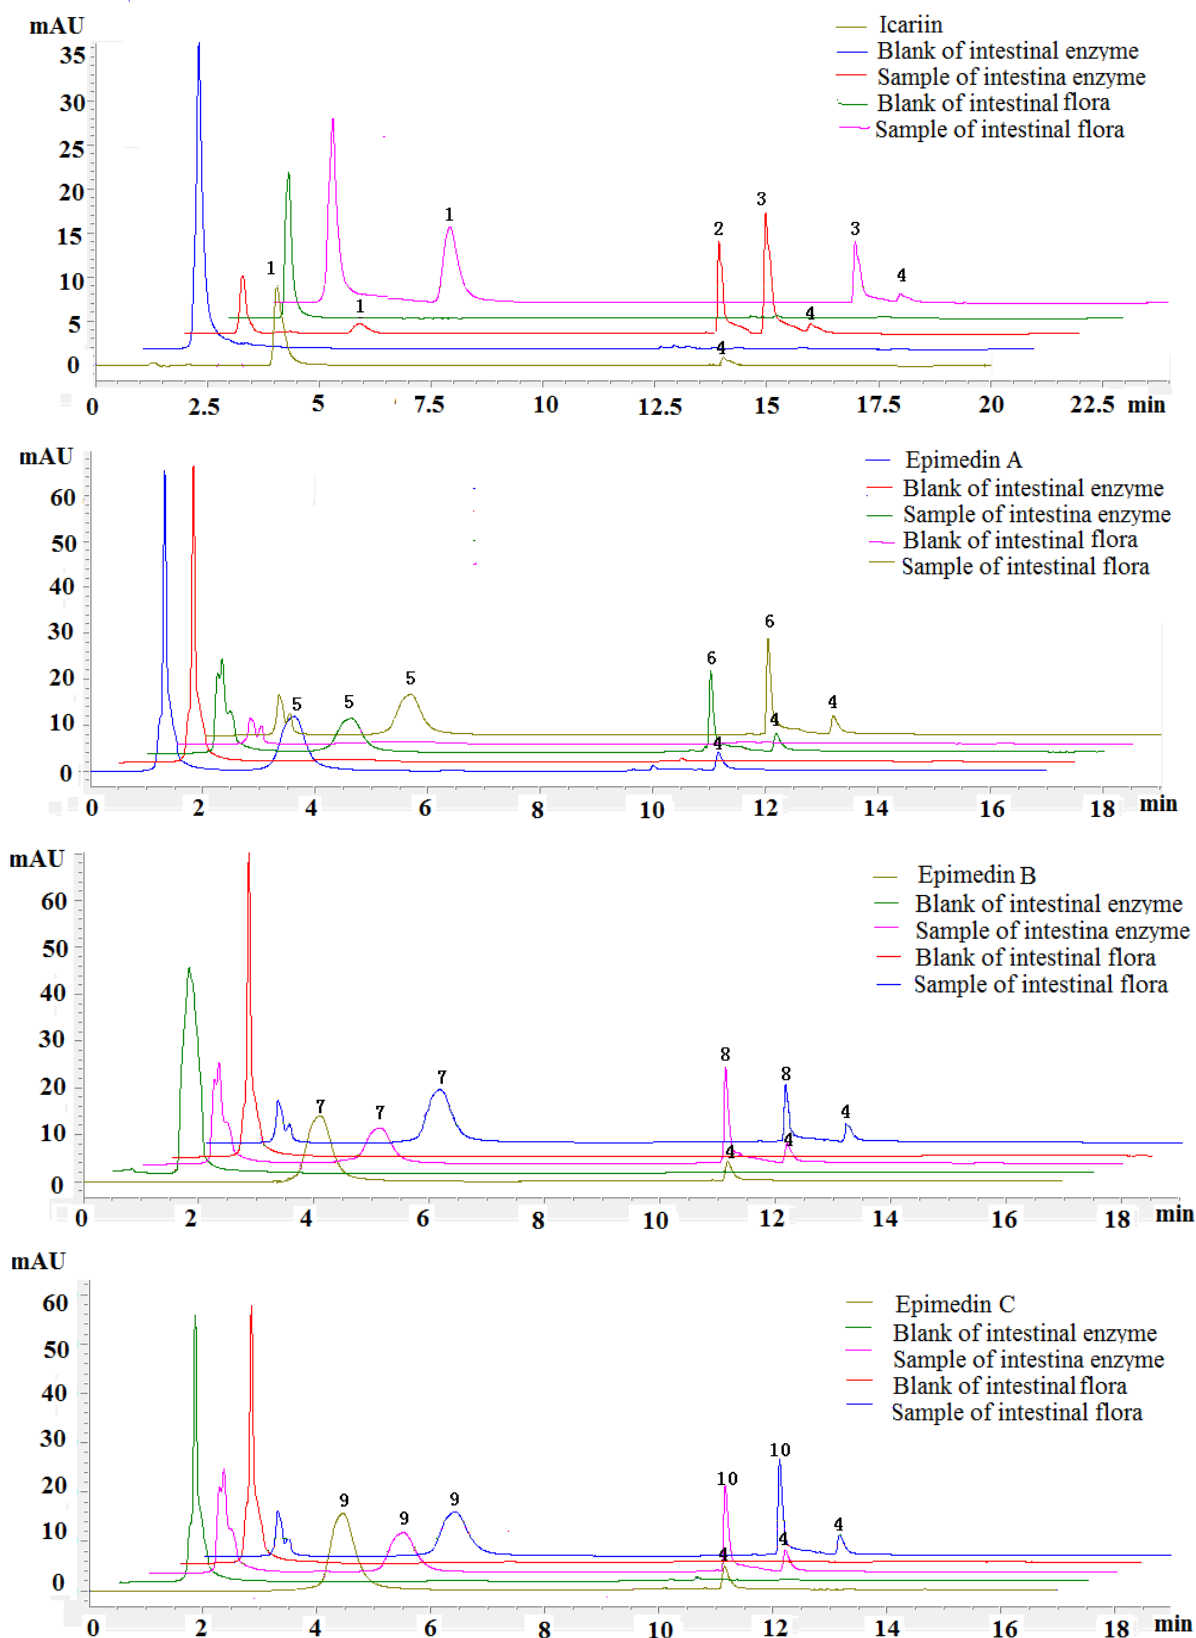 mAU
Icariin
Blank of intestinal enzyme
Sample of intestina enzyme
Blank of intestinal flora
Sample of intestinal flora
35
30
25
20
15
10
5
0
1
1
1
2
3
3
4
4
4
0 2.5 5 7.5 10 12.5 15 17.5 20 22.5 min
mAU
Epimedin A
Blank of intestinal enzyme
Sample of intestina enzyme
Blank of intestinal flora
Sample of intestinal flora
60
50
40
30
20
10
0
5
5
5
6
6
4
4
4
0 2 4 6 8 10 12 14 16 18 min
mAU
Epimedin B
Blank of intestinal enzyme
Sample of intestina enzyme
Blank of intestinal flora
Sample of intestinal flora
60
50
40
30
20
10
0
7
7
7
8
8
4
4
4
0 2 4 6 8 10 12 14 16 18 min
mAU
Epimedin C
Blank of intestinal enzyme
Sample of intestina enzyme
Blank of intestinal flora
Sample of intestinal flora
60
50
40
30
20
10
0
9
9
9
10
10
4
4
4
0 2 4 6 8 10 12 14 16 18 min